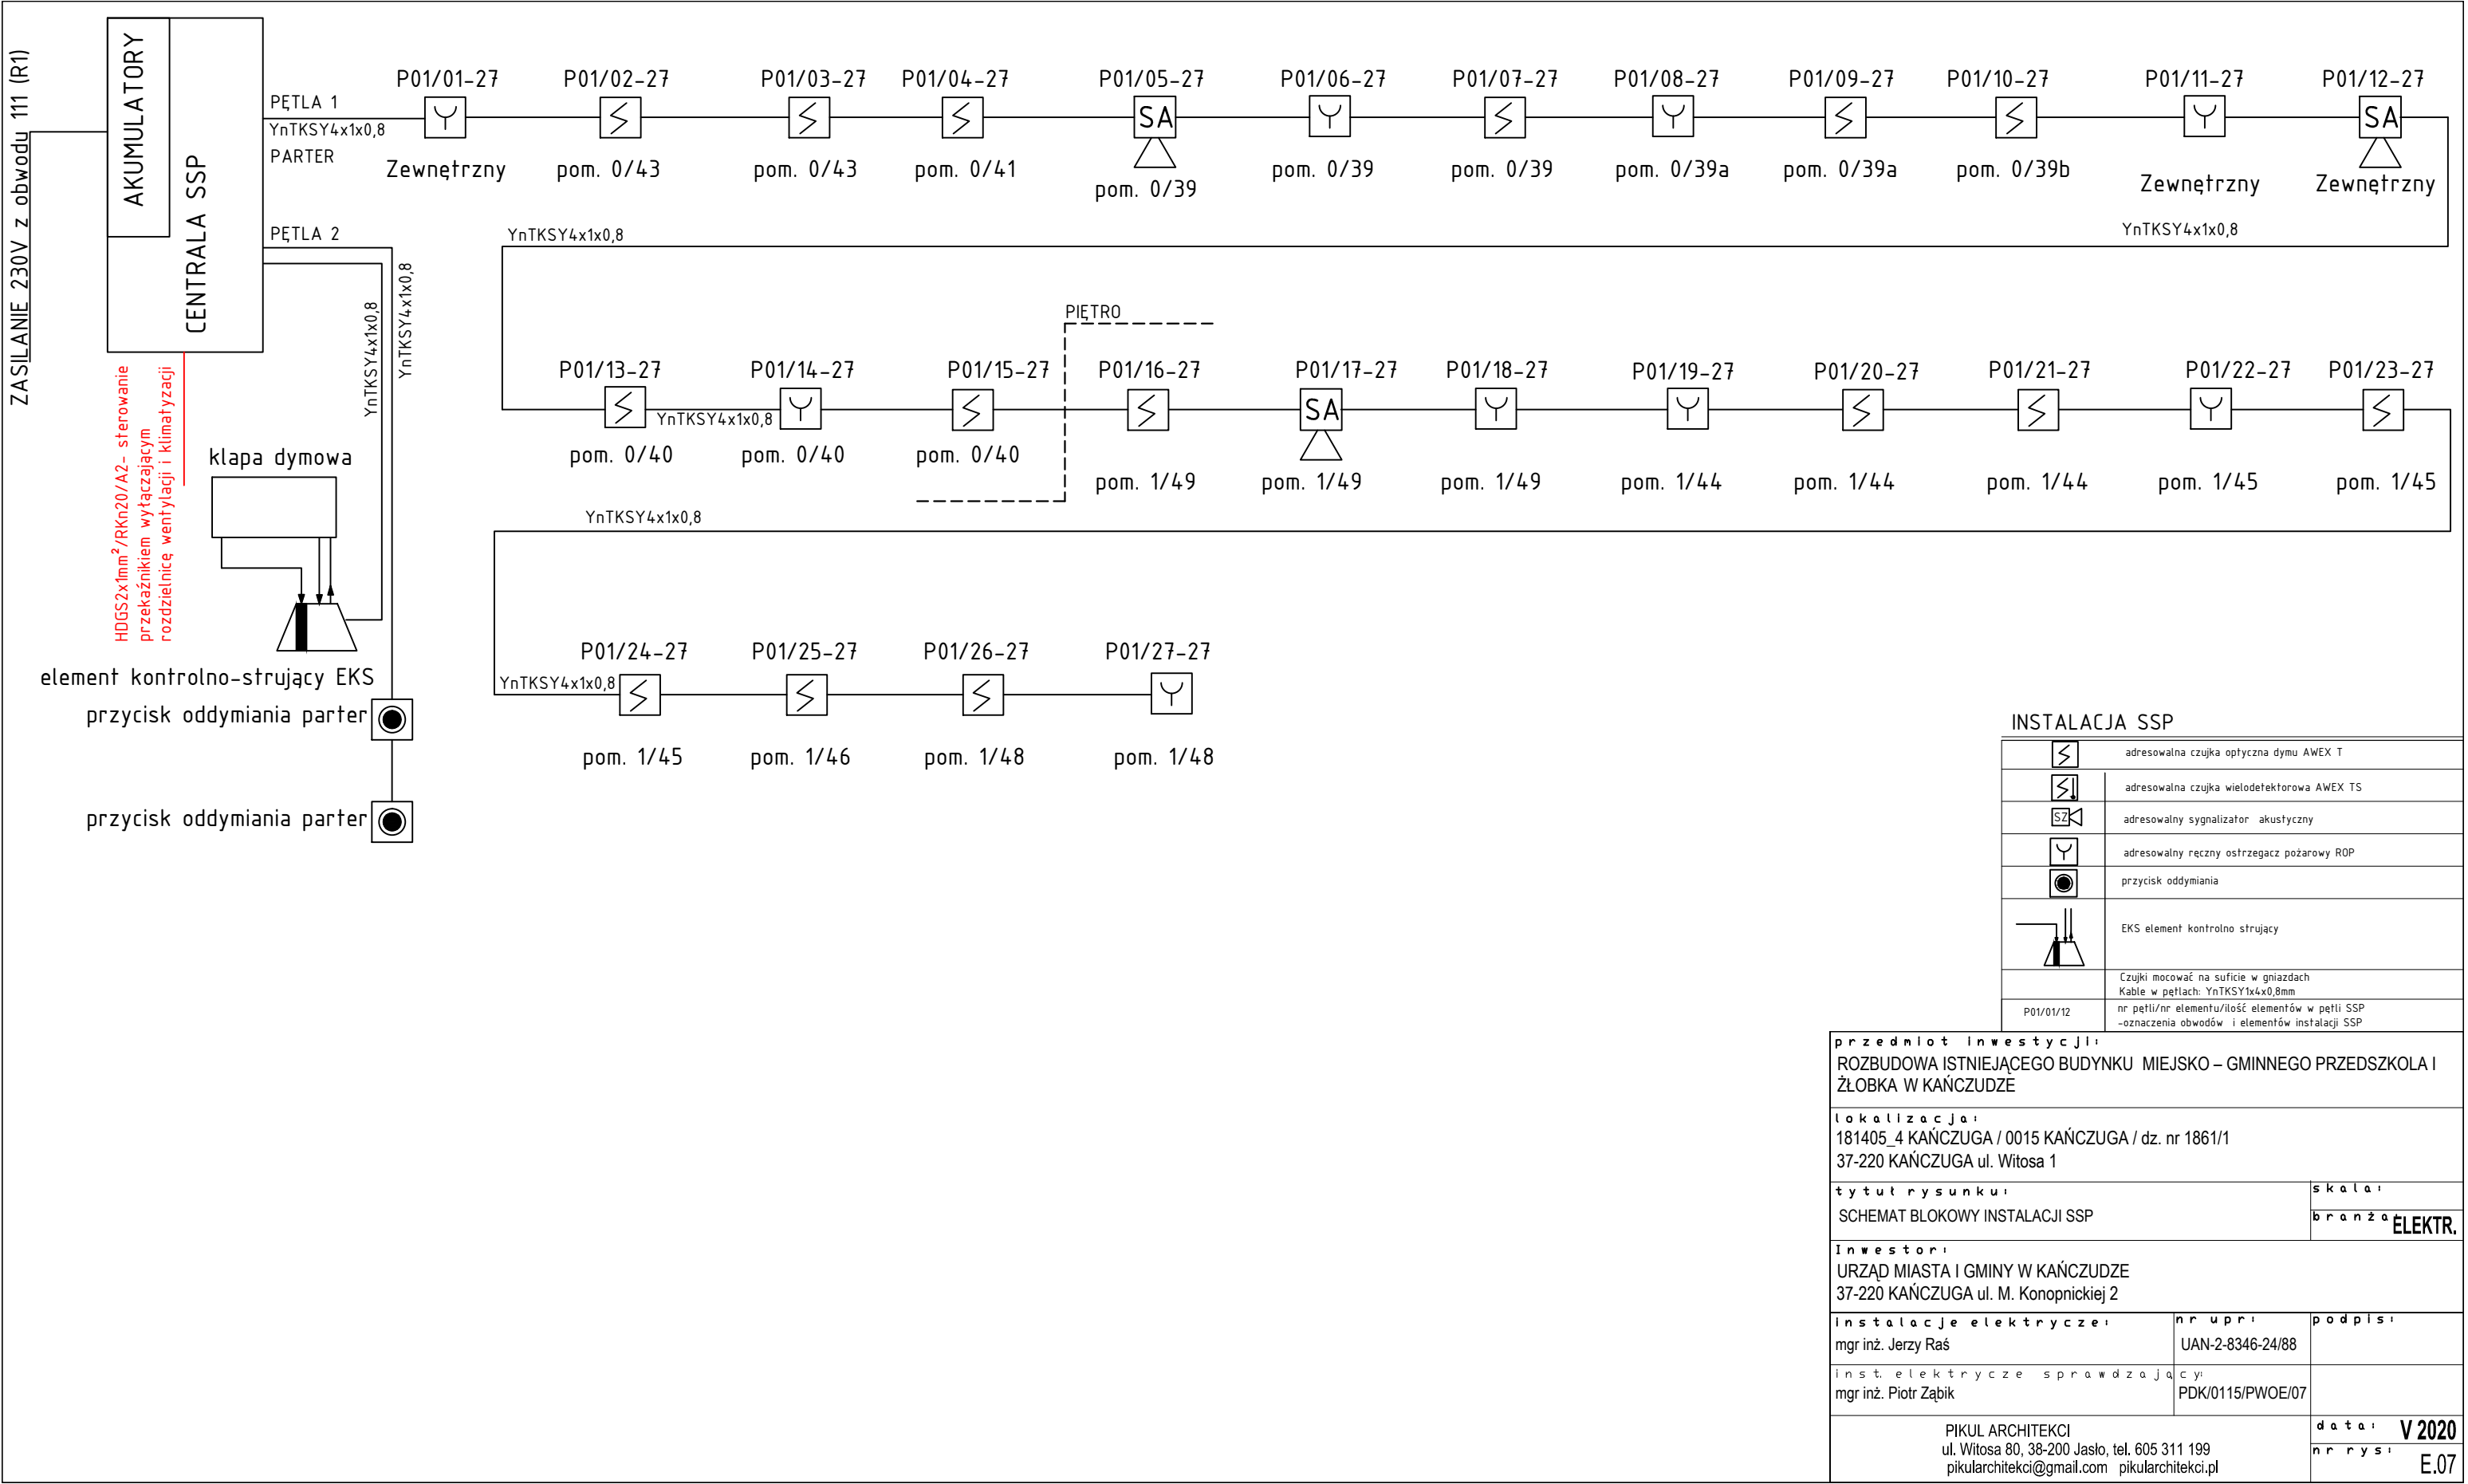 ZASILANIE 230V z obwodu 111 (R1)
AKUMULATORY
CENTRALA SSP
PĘTLA 1
YnTKSY4x1x0,8
PARTER
PĘTLA 2
YnTKSY4x1x0,8
YnTKSY4x1x0,8
HDGS2x1mm²/RKn20/A2- sterowanie
przekaźnikiem wyłączającym
rozdzielnicę wentylacji i klimatyzacji
klapa dymowa
element kontrolno-strujący EKS
przycisk oddymiania parter
przycisk oddymiania parter
P01/01-27 P01/02-27 P01/03-27 P01/04-27 P01/05-27 P01/06-27 P01/07-27 P01/08-27 P01/09-27 P01/10-27 P01/11-27 P01/12-27
SA SA
Zewnętrzny pom. 0/43 pom. 0/43 pom. 0/41 pom. 0/39 pom. 0/39 pom. 0/39 pom. 0/39a pom. 0/39a pom. 0/39b Zewnętrzny Zewnętrzny
YnTKSY4x1x0,8 YnTKSY4x1x0,8
PIĘTRO
P01/13-27 P01/14-27 P01/15-27 P01/16-27 P01/17-27 P01/18-27 P01/19-27 P01/20-27 P01/21-27 P01/22-27 P01/23-27
YnTKSY4x1x0,8 SA
pom. 0/40 pom. 0/40 pom. 0/40 pom. 1/49 pom. 1/49 pom. 1/49 pom. 1/44 pom. 1/44 pom. 1/44 pom. 1/45 pom. 1/45
YnTKSY4x1x0,8
P01/24-27 P01/25-27 P01/26-27 P01/27-27
YnTKSY4x1x0,8
pom. 1/45 pom. 1/46 pom. 1/48 pom. 1/48
INSTALACJA SSP
adresowalna czujka optyczna dymu AWEX T
adresowalna czujka wielodetektorowa AWEX TS
SZ adresowalny sygnalizator akustyczny
adresowalny ręczny ostrzegacz pożarowy ROP
przycisk oddymiania
EKS element kontrolno strujący
Czujki mocować na suficie w gniazdach
Kable w pętlach: YnTKSY1x4x0,8mm
P01/01/12 nr petli/nr elementu/ilość elementów w pętli SSP
-oznaczenia obwodów i elementów instalacji SSP
przedmiot inwestycji:
ROZBUDOWA ISTNIEJĄCEGO BUDYNKU MIEJSKO – GMINNEGO PRZEDSZKOLA I
ŻŁOBKA W KAŃCZUDZE
lokalizacja:
181405_4 KAŃCZUGA / 0015 KAŃCZUGA / dz. nr 1861/1
37-220 KAŃCZUGA ul. Witosa 1
tytuł rysunku: skala:
SCHEMAT BLOKOWY INSTALACJI SSP
branża: ELEKTR.
Inwestor:
URZĄD MIASTA I GMINY W KAŃCZUDZE
37-220 KAŃCZUGA ul. M. Konopnickiej 2
instalacje elektrycze: nr upr: podpis:
mgr inż. Jerzy Raś UAN-2-8346-24/88
inst. elektrycze sprawdzający:
mgr inż. Piotr Ząbik PDK/0115/PWOE/07
PIKUL ARCHITEKCI
ul. Witosa 80, 38-200 Jasło, tel. 605 311 199
pikularchitekci@gmail.com pikularchitekci.pl
data: V 2020
nr rys: E.07